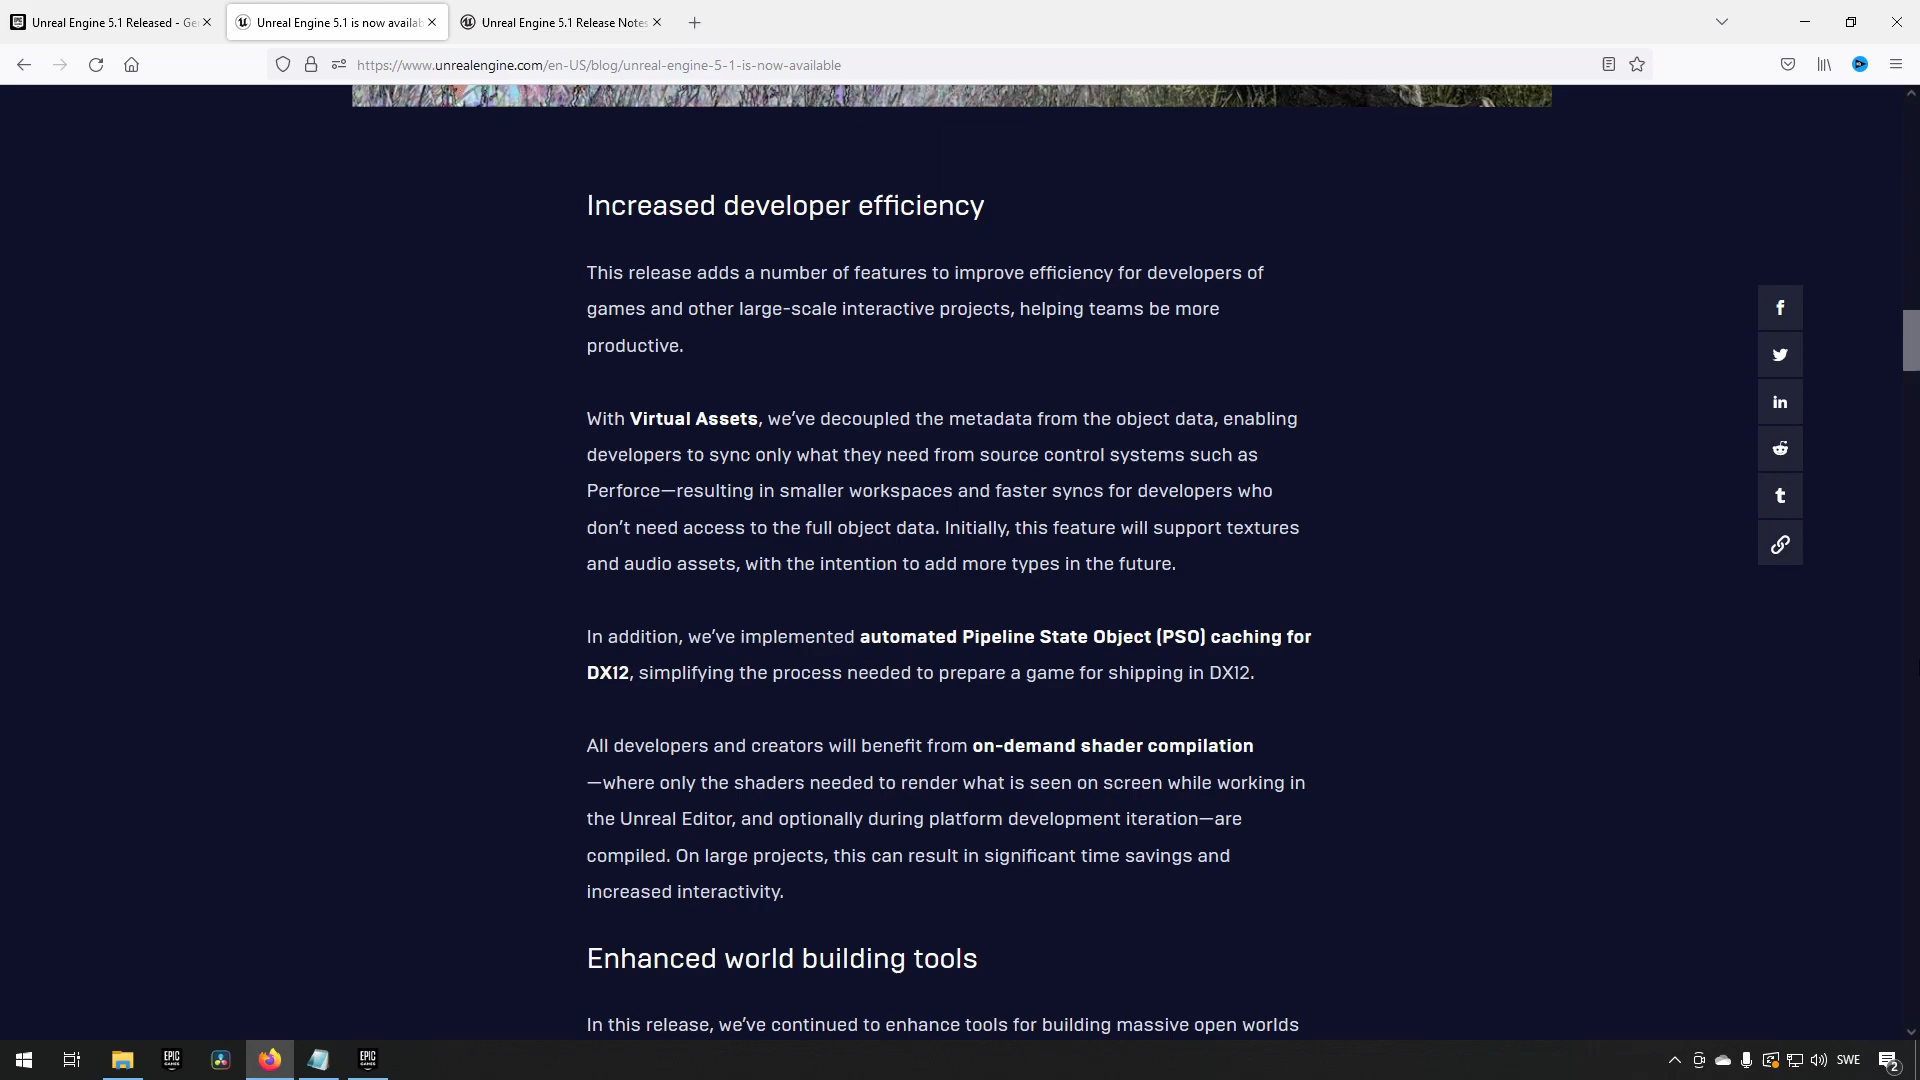 Unreal Engine 5.1 Released - Ge
Unreal Engine 5.1 is now availab
Unreal Engine 5.1 Release Notes
https://www.unrealengine.com/en-US/blog/unreal-engine-5-1-is-now-available
Increased developer efficiency
This release adds a number of features to improve efficiency for developers of
games and other large-scale interactive projects, helping teams be more
productive.
With Virtual Assets, we’ve decoupled the metadata from the object data, enabling
developers to sync only what they need from source control systems such as
Perforce—resulting in smaller workspaces and faster syncs for developers who
don’t need access to the full object data. Initially, this feature will support textures
and audio assets, with the intention to add more types in the future.
In addition, we’ve implemented automated Pipeline State Object (PSO) caching for
DX12, simplifying the process needed to prepare a game for shipping in DX12.
All developers and creators will benefit from on-demand shader compilation
—where only the shaders needed to render what is seen on screen while working in
the Unreal Editor, and optionally during platform development iteration—are
compiled. On large projects, this can result in significant time savings and
increased interactivity.
Enhanced world building tools
In this release, we’ve continued to enhance tools for building massive open worlds
EPIC GAMES
EPIC GAMES
SWE
2